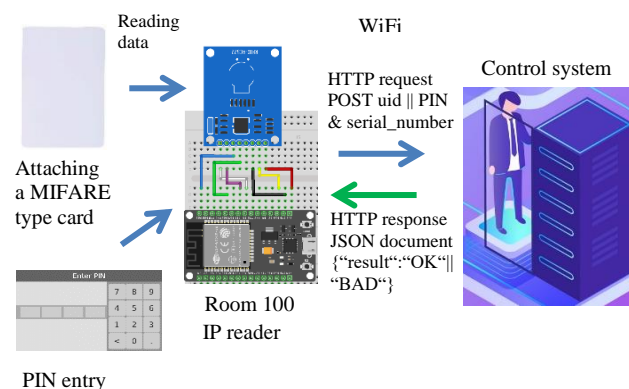 Reading
data
WiFi
HTTP request
POST uid || PIN
& serial_number
Control system
Attaching
a MIFARE
type card
HTTP response
JSON document
{“result“:“OK“||
“BAD“}
Enter PIN
7 8 9
4 5 6
1 2 3
< 0 .
Room 100
IP reader
PIN entry